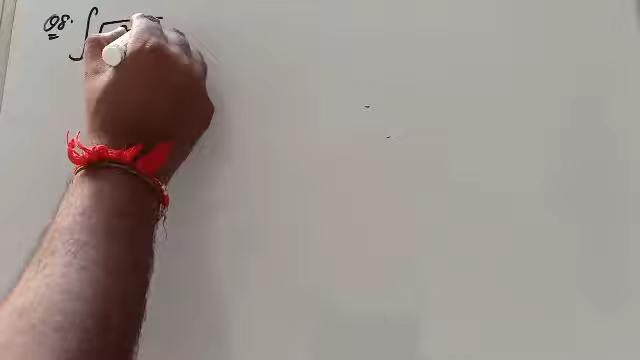 Q8. ∫ √